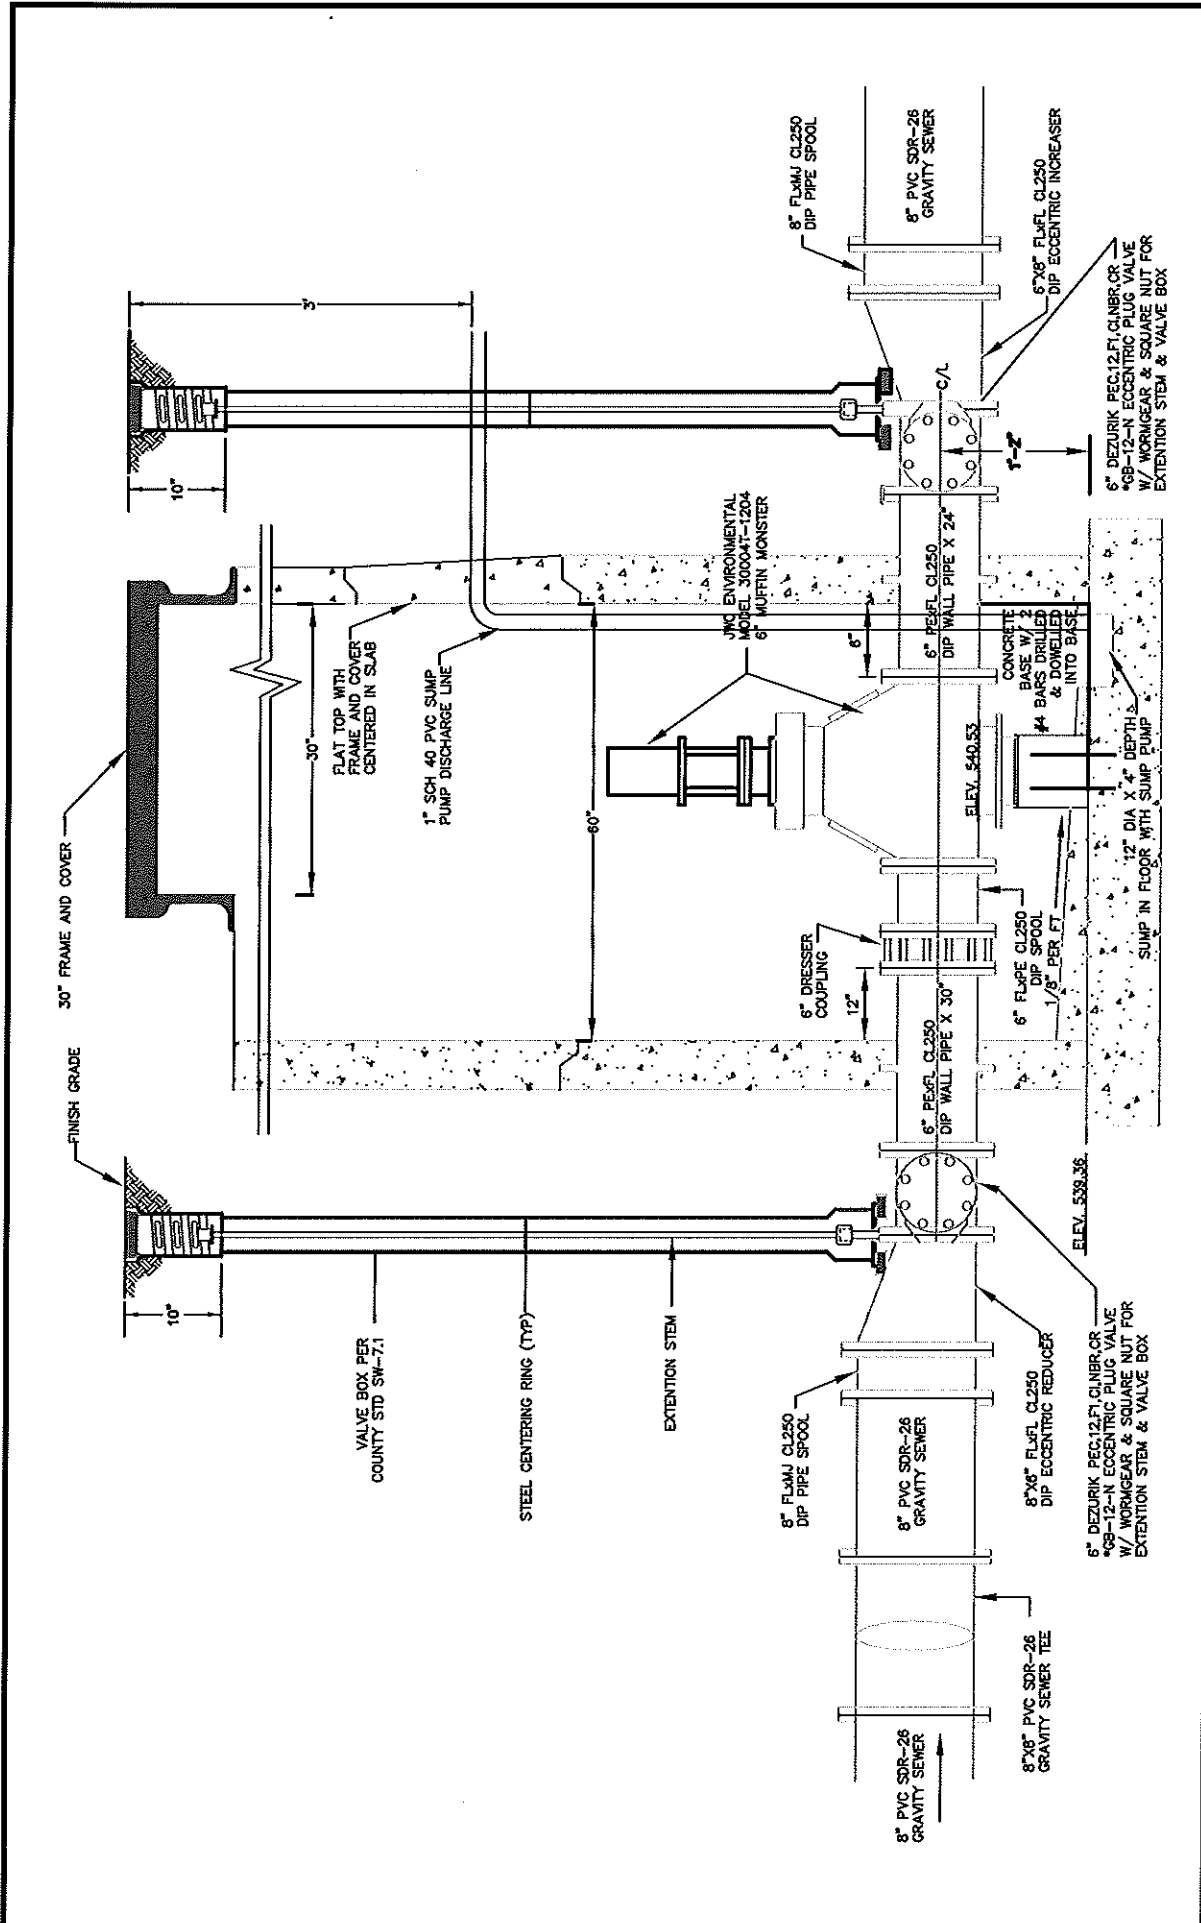 FINISH GRADE
30" FRAME AND COVER
10"
30"
3'
10"
FLAT TOP WITH
FRAME AND COVER
CENTERED IN SLAB
VALVE BOX PER
COUNTY STD SW-7.1
1" SCH 40 PVC SUMP
PUMP DISCHARGE LINE
STEEL CENTERING RING (TYP)
60"
EXTENTION STEM
JWC ENVIRONMENTAL
MODEL 30004T-1204
6" MUFFIN MONSTER
8" FLxMJ CL250
DIP PIPE SPOOL
6" DRESSER
COUPLING
12"
6"
8" FLxMJ CL250
DIP PIPE SPOOL
8" PVC SDR-26
GRAVITY SEWER
8" PVC SDR-26
GRAVITY SEWER
6" PExFL CL250
DIP WALL PIPE X 30"
6" PExFL CL250
DIP WALL PIPE X 24"
C/L
8" PVC SDR-26
GRAVITY SEWER
ELEV. 540.53
1'-2"
8"X8" PVC SDR-26
GRAVITY SEWER TEE
8"X6" FLxFL CL250
DIP ECCENTRIC REDUCER
6" FLxPE CL250
DIP SPOOL
1/8" PER FT
CONCRETE
BASE W/ 2
#4 BARS DRILLED
& DOWELLED
INTO BASE
6"X8" FLxFL CL250
DIP ECCENTRIC INCREASER
ELEV. 539.36
12" DIA X 4" DEPTH
SUMP IN FLOOR WITH SUMP PUMP
6" DEZURIK PEC,12,F1,CI,NBR,CR
*GB-12-N ECCENTRIC PLUG VALVE
W/ WORMGEAR & SQUARE NUT FOR
EXTENTION STEM & VALVE BOX
6" DEZURIK PEC,12,F1,CI,NBR,CR
*GB-12-N ECCENTRIC PLUG VALVE
W/ WORMGEAR & SQUARE NUT FOR
EXTENTION STEM & VALVE BOX